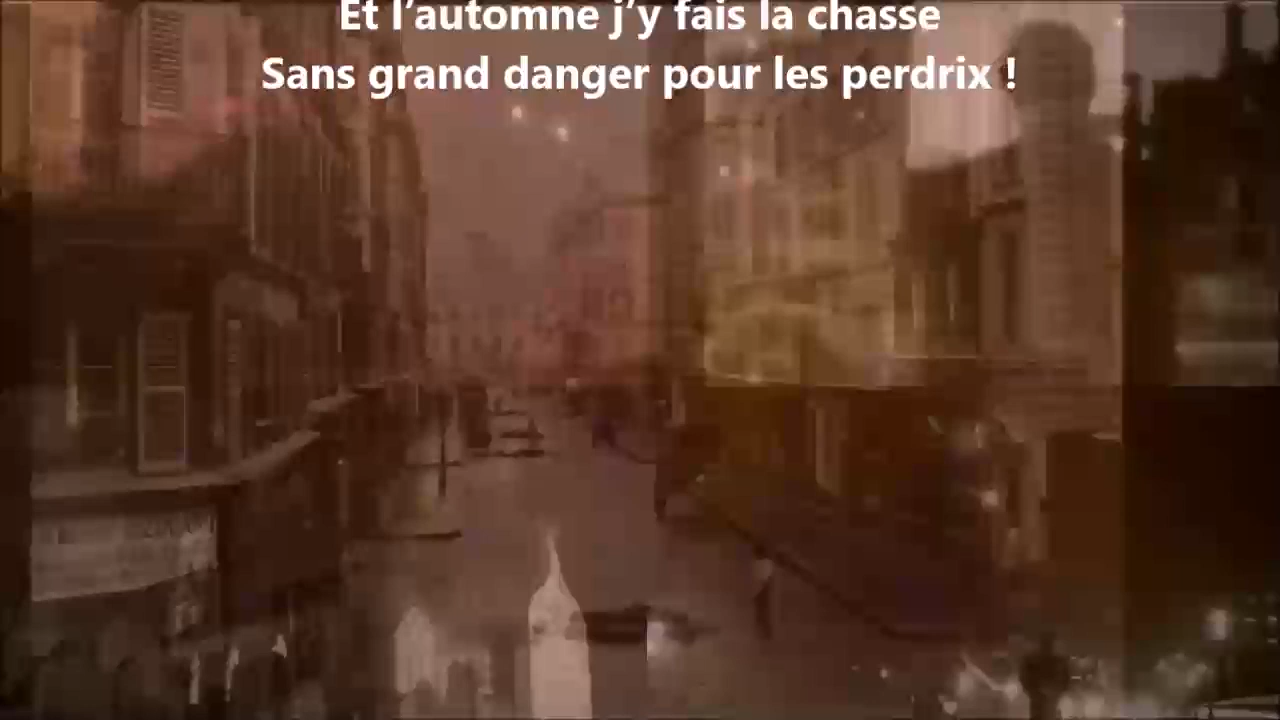 Et l'automne j'y fais la chasse
Sans grand danger pour les perdrix !